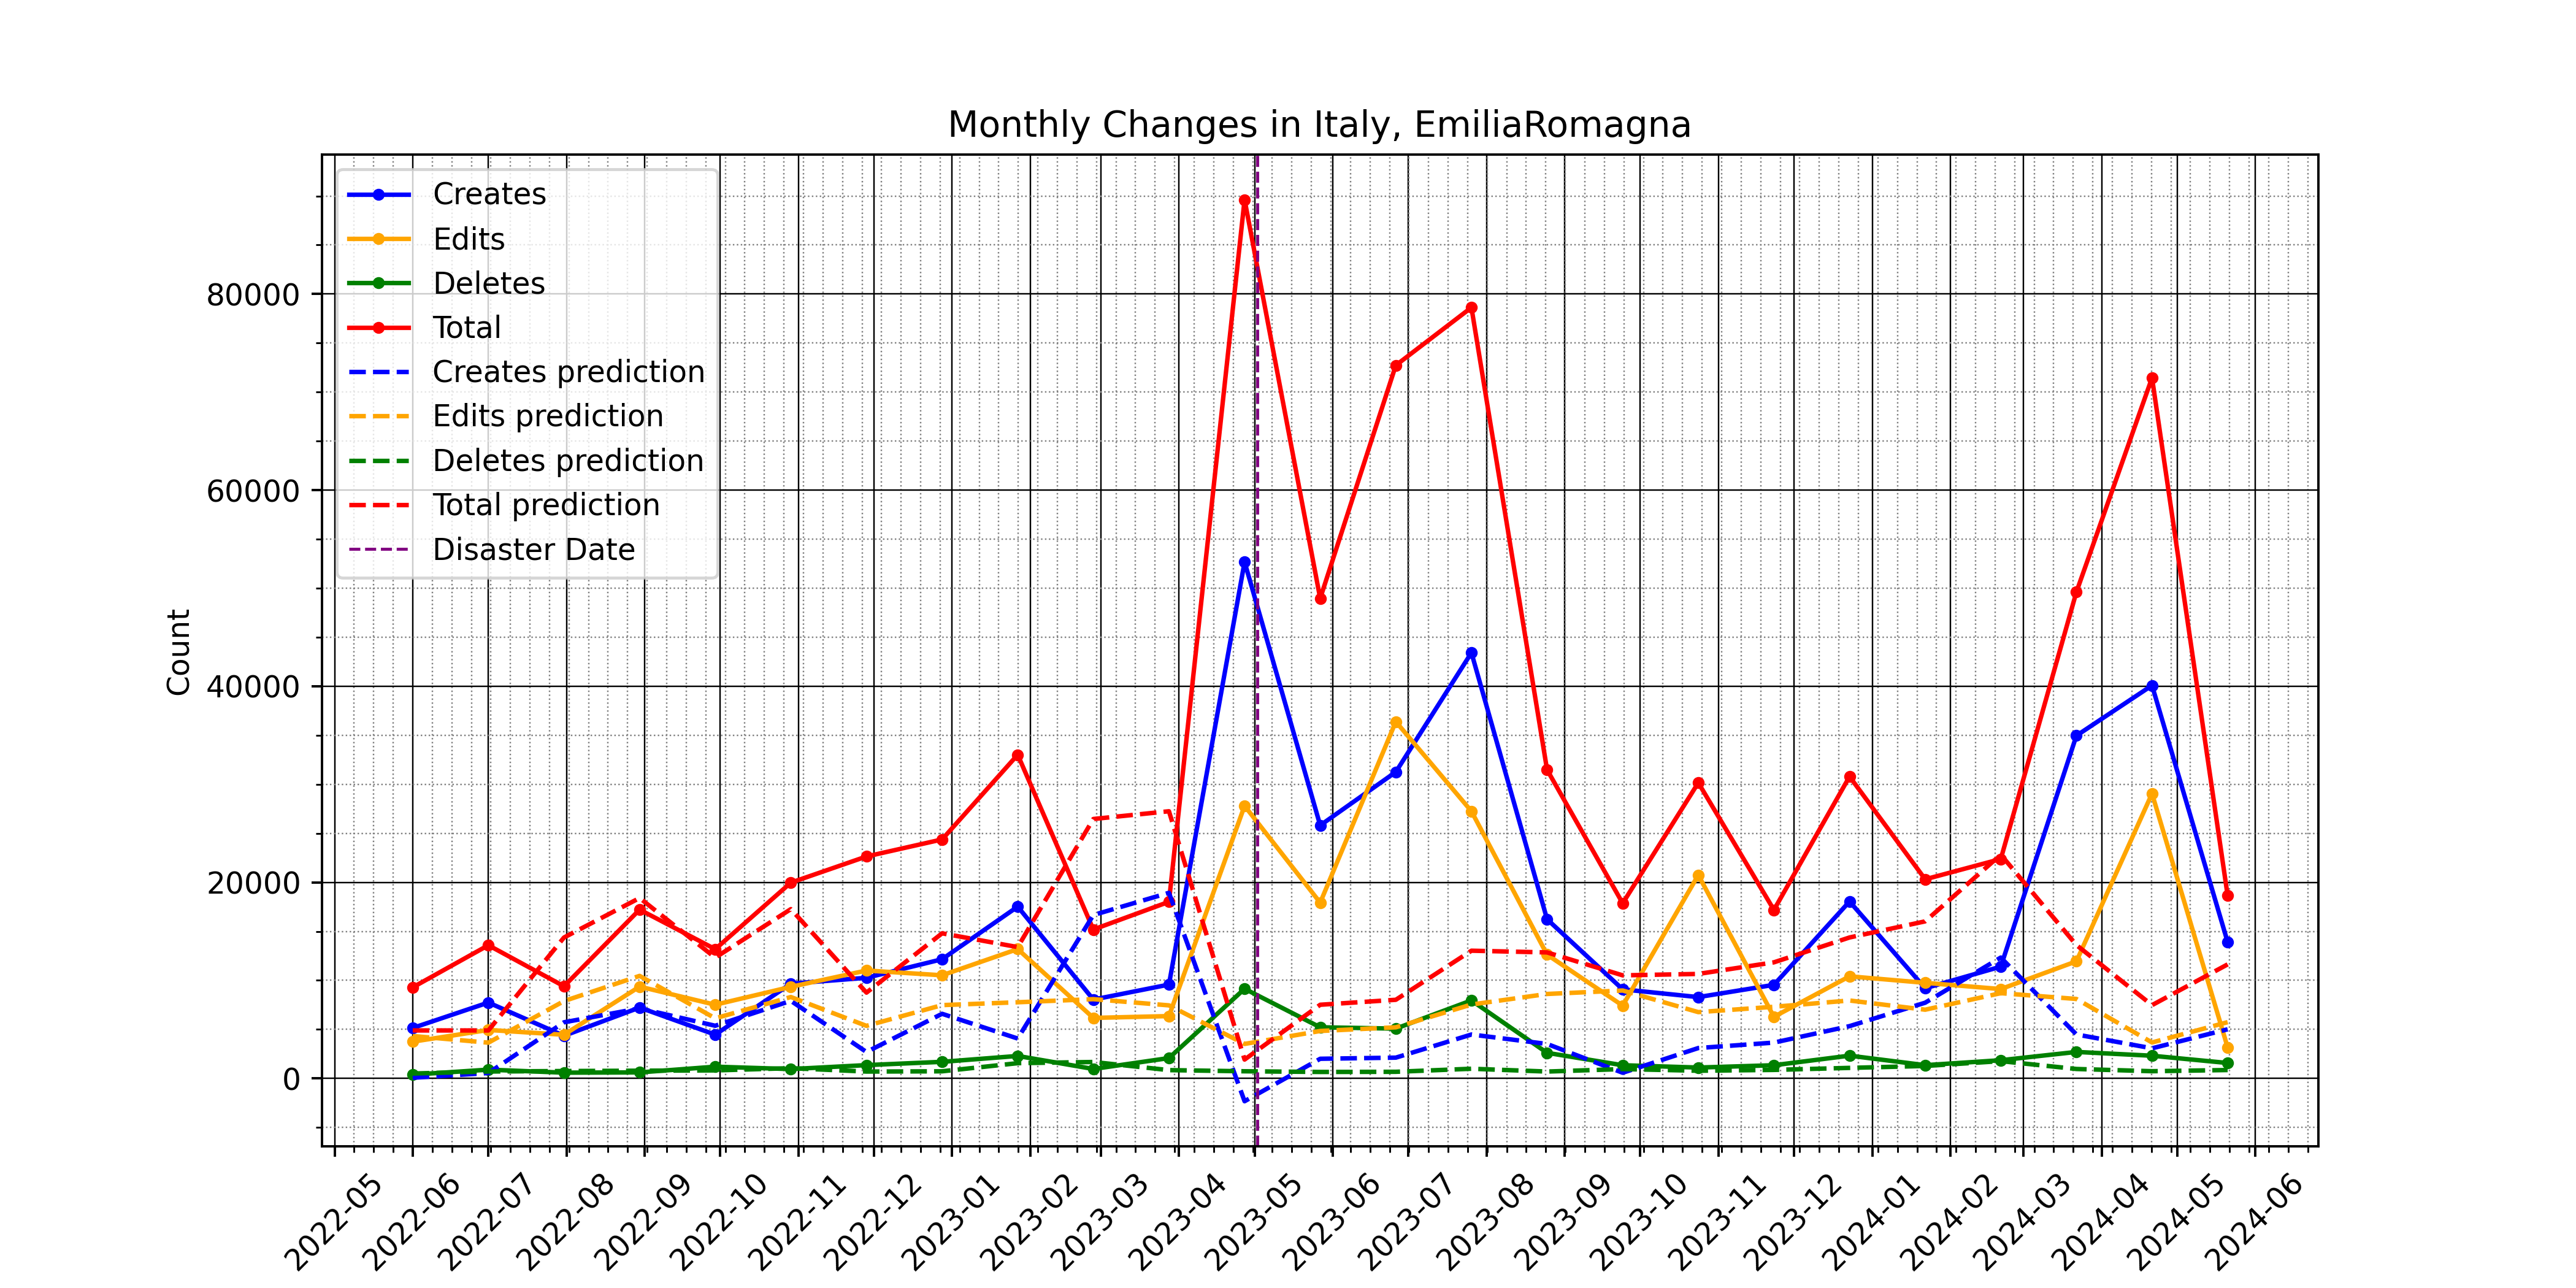 Monthly Changes in Italy, EmiliaRomagna
Creates
Edits
Deletes
Total
Creates prediction
Edits prediction
Deletes prediction
Total prediction
Disaster Date
Count
80000
60000
40000
20000
0
2022-05
2022-06
2022-07
2022-08
2022-09
2022-10
2022-11
2022-12
2023-01
2023-02
2023-03
2023-04
2023-05
2023-06
2023-07
2023-08
2023-09
2023-10
2023-11
2023-12
2024-01
2024-02
2024-03
2024-04
2024-05
2024-06